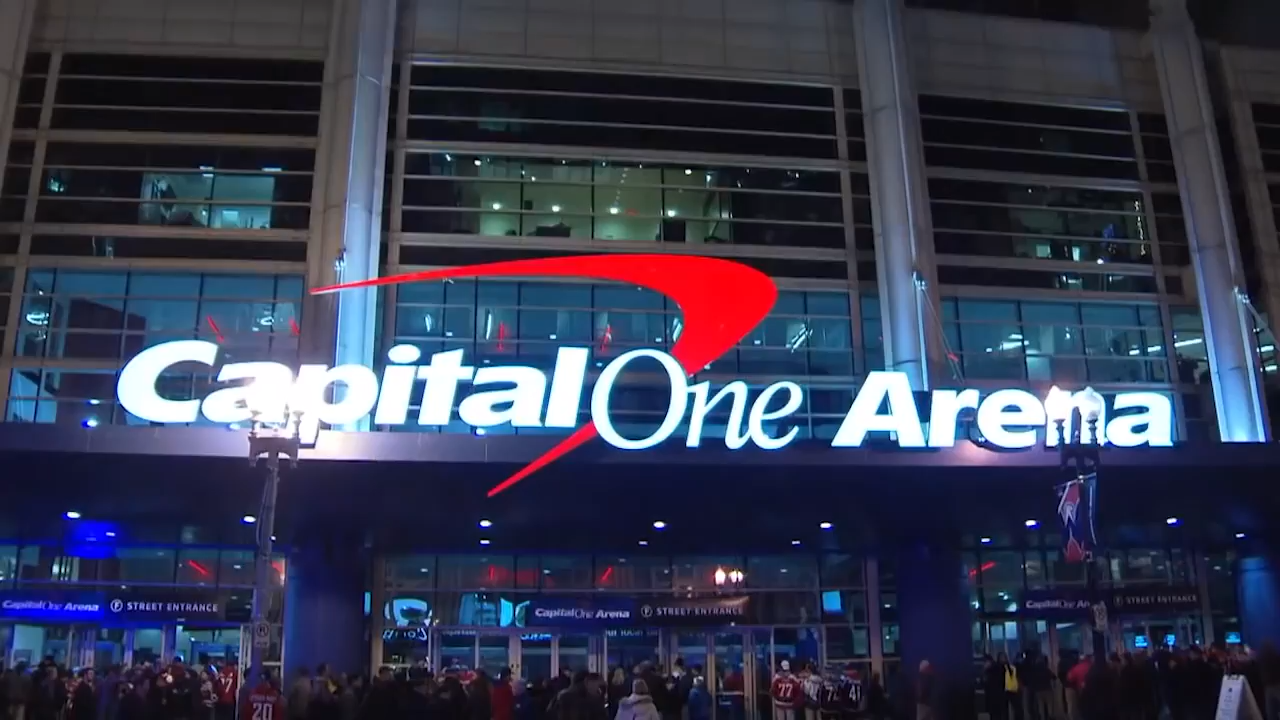 Capital One Arena
Capital One Arena F STREET ENTRANCE
Capital One Arena F STREET ENTRANCE
Capital One F STREET ENTRANCE
77
77
20